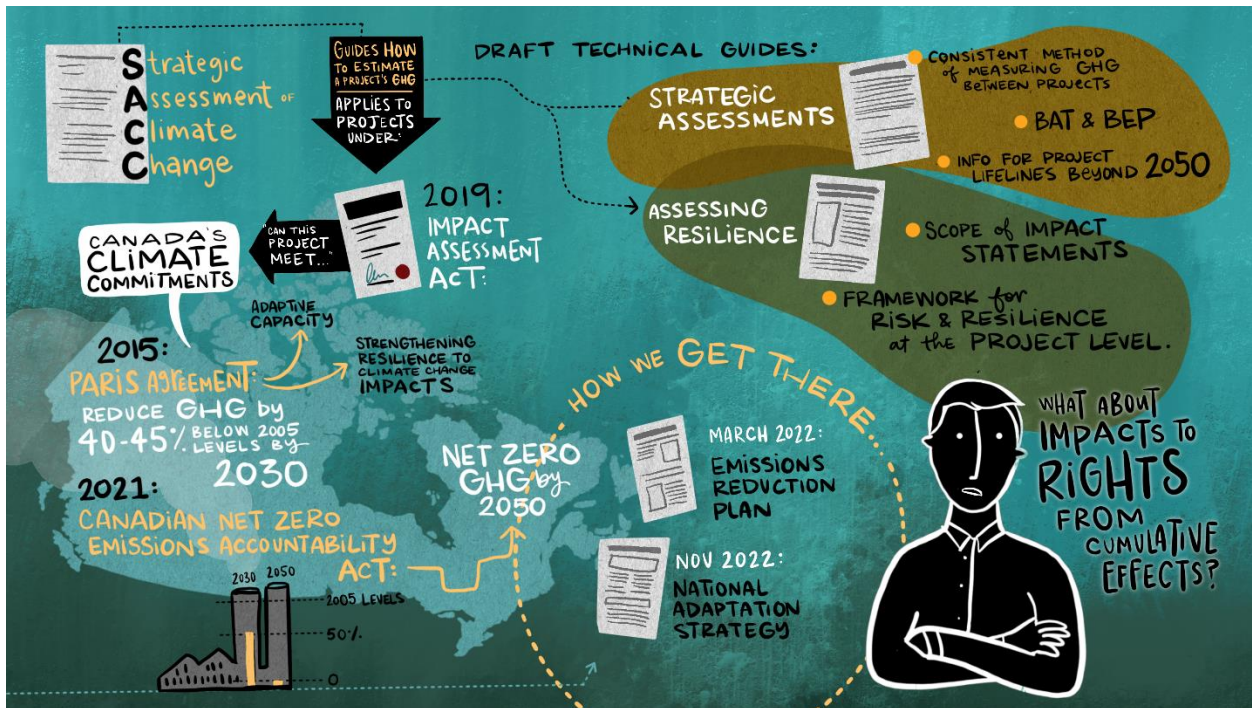 Strategic
Assessment OF
Climate
Change
GUIDES HOW
TO ESTIMATE
A PROJECT'S GHG
APPLIES TO
PROJECTS
UNDER:
2019:
IMPACT
ASSESSMENT
ACT:
"CAN THIS
PROJECT
MEET..."
CANADA'S
CLIMATE
COMMITMENTS
2015:
PARIS AGREEMENT:
REDUCE GHG by
40-45% BELOW 2005
LEVELS BY
2030
ADAPTIVE
CAPACITY
STRENGTHENING
RESILIENCE TO
CLIMATE CHANGE
IMPACTS
2021:
CANADIAN NET ZERO
EMISSIONS ACCOUNTABILITY
ACT:
NET ZERO
GHG by
2050
2030 2050
2005 LEVELS
50%
0
HOW WE GET THERE...
MARCH 2022:
EMISSIONS
REDUCTION
PLAN
NOV 2022:
NATIONAL
ADAPTATION
STRATEGY
DRAFT TECHNICAL GUIDES:
STRATEGIC
ASSESSMENTS
CONSISTENT METHOD
of MEASURING GHG
BETWEEN PROJECTS
BAT & BEP
INFO FOR PROJECT
LIFELINES BEYOND 2050
ASSESSING
RESILIENCE
SCOPE of IMPACT
STATEMENTS
FRAMEWORK for
RISK & RESILIENCE
at the PROJECT LEVEL.
WHAT ABOUT
IMPACTS TO
RIGHTS
FROM
CUMULATIVE
EFFECTS?